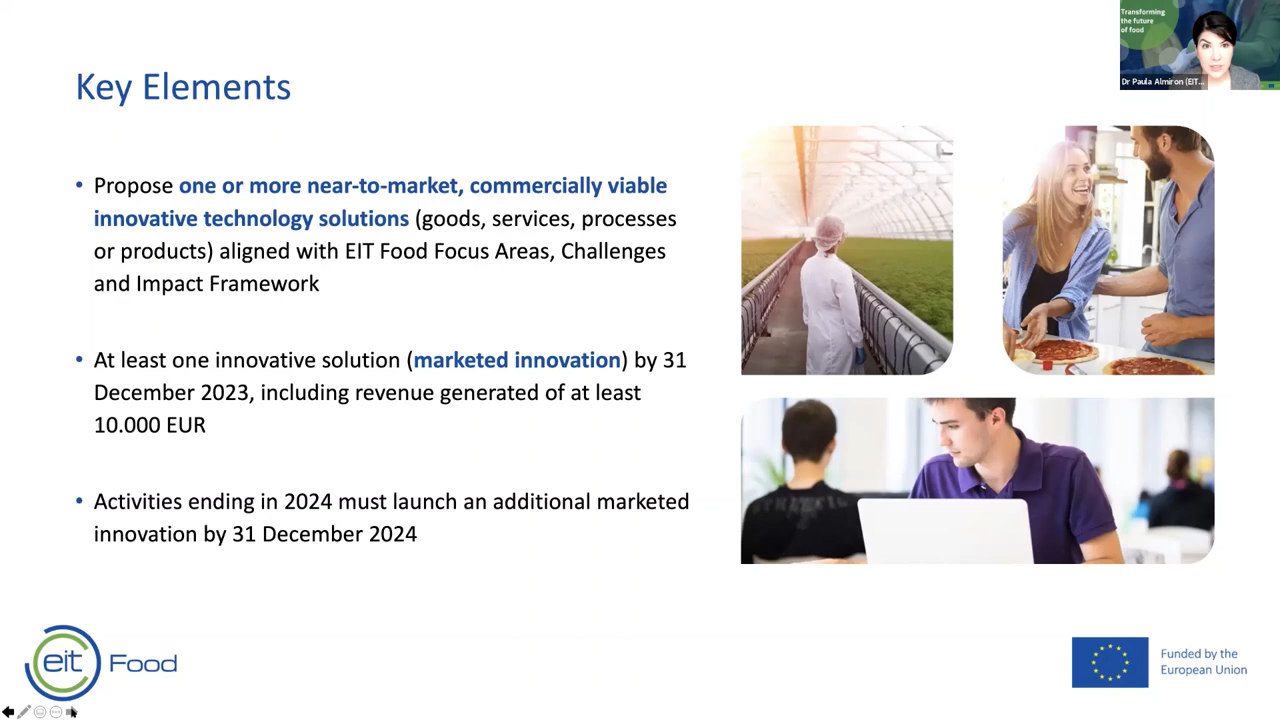 Transforming
the future
of food
Dr Paula Almiron (EIT...
Key Elements
• Propose one or more near-to-market, commercially viable
innovative technology solutions (goods, services, processes
or products) aligned with EIT Food Focus Areas, Challenges
and Impact Framework
• At least one innovative solution (marketed innovation) by 31
December 2023, including revenue generated of at least
10.000 EUR
• Activities ending in 2024 must launch an additional marketed
innovation by 31 December 2024
eit Food
Funded by the
European Union